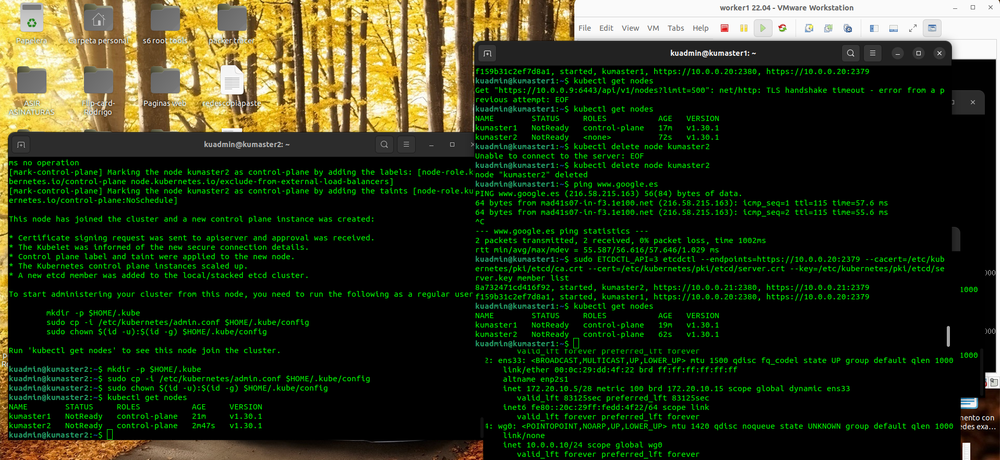 Papelera
Carpeta personal
s6 root tools
packer tracer
ASIR
ASINATURAS
Flip-card-
Rodrigo
Paginas web
redescopiapaste
worker1 22.04 - VMware Workstation
File Edit View VM Tabs Help
kuadmin@kumaster2: ~
ms no operation
[mark-control-plane] Marking the node kumaster2 as control-plane by adding the labels: [node-role.k
bernetes.io/control-plane node.kubernetes.io/exclude-from-external-load-balancers]
[mark-control-plane] Marking the node kumaster2 as control-plane by adding the taints [node-role.ku
ernetes.io/control-plane:NoSchedule]
This node has joined the cluster and a new control plane instance was created:
* Certificate signing request was sent to apiserver and approval was received.
* The Kubelet was informed of the new secure connection details.
* Control plane label and taint were applied to the new node.
* The Kubernetes control plane instances scaled up.
* A new etcd member was added to the local/stacked etcd cluster.
To start administering your cluster from this node, you need to run the following as a regular user
mkdir -p $HOME/.kube
sudo cp -i /etc/kubernetes/admin.conf $HOME/.kube/config
sudo chown $(id -u):$(id -g) $HOME/.kube/config
Run 'kubectl get nodes' to see this node join the cluster.
kuadmin@kumaster2:~$ mkdir -p $HOME/.kube
kuadmin@kumaster2:~$ sudo cp -i /etc/kubernetes/admin.conf $HOME/.kube/config
kuadmin@kumaster2:~$ sudo chown $(id -u):$(id -g) $HOME/.kube/config
kuadmin@kumaster2:~$ kubectl get nodes
NAME STATUS ROLES AGE VERSION
kumaster1 NotReady control-plane 21m v1.30.1
kumaster2 NotReady control-plane 2m47s v1.30.1
kuadmin@kumaster2:~$
kuadmin@kumaster1: ~
f159b31c2ef7d8a1, started, kumaster1, https://10.0.0.20:2380, https://10.0.0.20:2379
kuadmin@kumaster1:~$ kubectl get nodes
Get "https://10.0.0.9:6443/api/v1/nodes?limit=500": net/http: TLS handshake timeout - error from a p
revious attempt: EOF
kuadmin@kumaster1:~$ kubectl get nodes
NAME STATUS ROLES AGE VERSION
kumaster1 NotReady control-plane 17m v1.30.1
kumaster2 NotReady <none> 72s v1.30.1
kuadmin@kumaster1:~$ kubectl delete node kumaster2
Unable to connect to the server: EOF
kuadmin@kumaster1:~$ kubectl delete node kumaster2
node "kumaster2" deleted
kuadmin@kumaster1:~$ ping www.google.es
PING www.google.es (216.58.215.163) 56(84) bytes of data.
64 bytes from mad41s07-in-f3.1e100.net (216.58.215.163): icmp_seq=1 ttl=115 time=57.6 ms
64 bytes from mad41s07-in-f3.1e100.net (216.58.215.163): icmp_seq=2 ttl=115 time=55.6 ms
^C
--- www.google.es ping statistics ---
2 packets transmitted, 2 received, 0% packet loss, time 1002ms
rtt min/avg/max/mdev = 55.587/56.616/57.646/1.029 ms
kuadmin@kumaster1:~$ sudo ETCDCTL_API=3 etcdctl --endpoints=https://10.0.0.20:2379 --cacert=/etc/kub
ernetes/pki/etcd/ca.crt --cert=/etc/kubernetes/pki/etcd/server.crt --key=/etc/kubernetes/pki/etcd/se
rver.key member list
8a732471cd416f92, started, kumaster2, https://10.0.0.21:2380, https://10.0.0.21:2379
f159b31c2ef7d8a1, started, kumaster1, https://10.0.0.20:2380, https://10.0.0.20:2379
kuadmin@kumaster1:~$ kubectl get nodes
NAME STATUS ROLES AGE VERSION
kumaster1 NotReady control-plane 19m v1.30.1
kumaster2 NotReady control-plane 62s v1.30.1
kuadmin@kumaster1:~$
valid_lft forever preferred_lft forever
2: ens33: <BROADCAST,MULTICAST,UP,LOWER_UP> mtu 1500 qdisc fq_codel state UP group default qlen 1000
link/ether 00:0c:29:dd:4f:22 brd ff:ff:ff:ff:ff:ff
altname enp2s1
inet 172.20.10.5/28 metric 100 brd 172.20.10.15 scope global dynamic ens33
valid_lft 83125sec preferred_lft 83125sec
inet6 fe80::20c:29ff:fedd:4f22/64 scope link
valid_lft forever preferred_lft forever
4: wg0: <POINTOPOINT,NOARP,UP,LOWER_UP> mtu 1420 qdisc noqueue state UNKNOWN group default qlen 1000
link/none
inet 10.0.0.10/24 scope global wg0
valid_lft forever preferred_lft forever
000
1000
000
1000
mento con
edes exa...